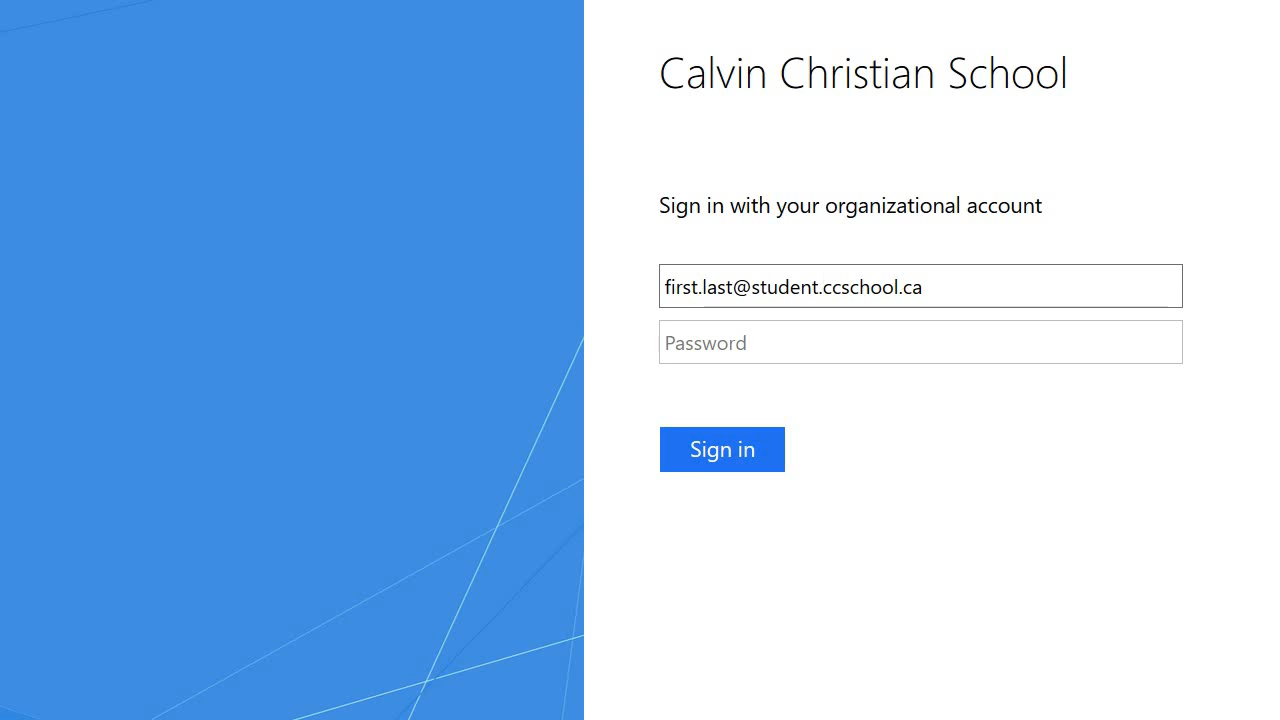 Calvin Christian School
Sign in with your organizational account
first.last@student.ccschool.ca
Password
Sign in